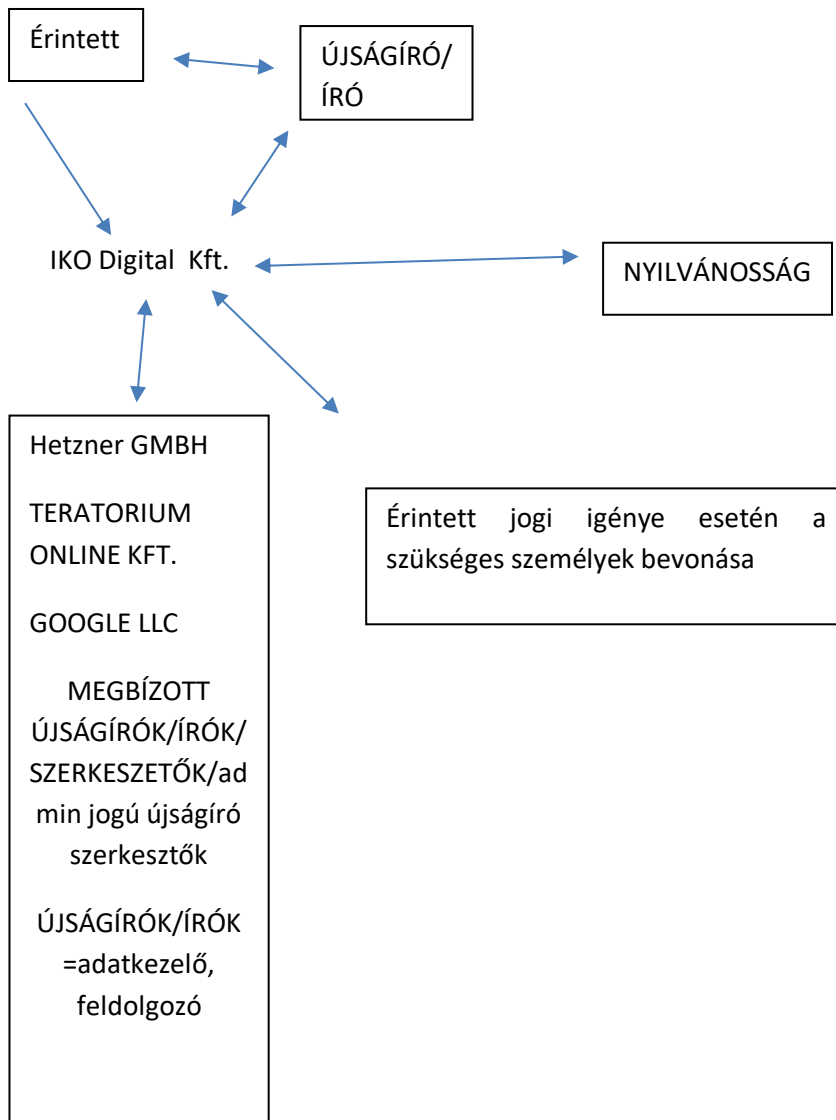 Érintett
ÚJSÁGÍRÓ/
ÍRÓ
IKO Digital Kft.
NYILVÁNOSSÁG
Hetzner GMBH
TERATORIUM
ONLINE KFT.
GOOGLE LLC
MEGBÍZOTT
ÚJSÁGÍRÓK/ÍRÓK/
SZERKESZETŐK/ad
min jogú újságíró
szerkesztők
ÚJSÁGÍRÓK/ÍRÓK
=adatkezelő,
feldolgozó
Érintett jogi igénye esetén a
szükséges személyek bevonása